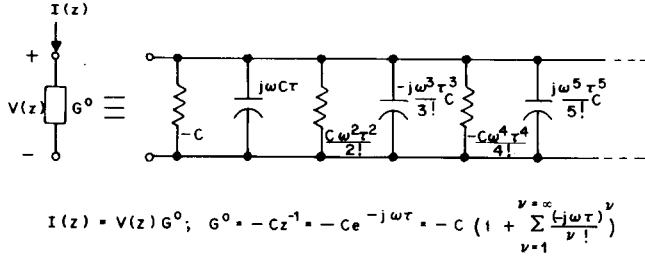 I(z)
+
V(z) G⁰ ≡
−
−C
jωCτ
Cω²τ²/2!
−jω³τ³/3! C
−Cω⁴τ⁴/4!
jω⁵τ⁵/5! C
I(z) = V(z) G⁰; G⁰ = −Cz⁻¹ = −Ce^{−jωτ} = −C (1 + ∑_{ν=1}^{ν=∞} (−jωτ)^ν/ν!)